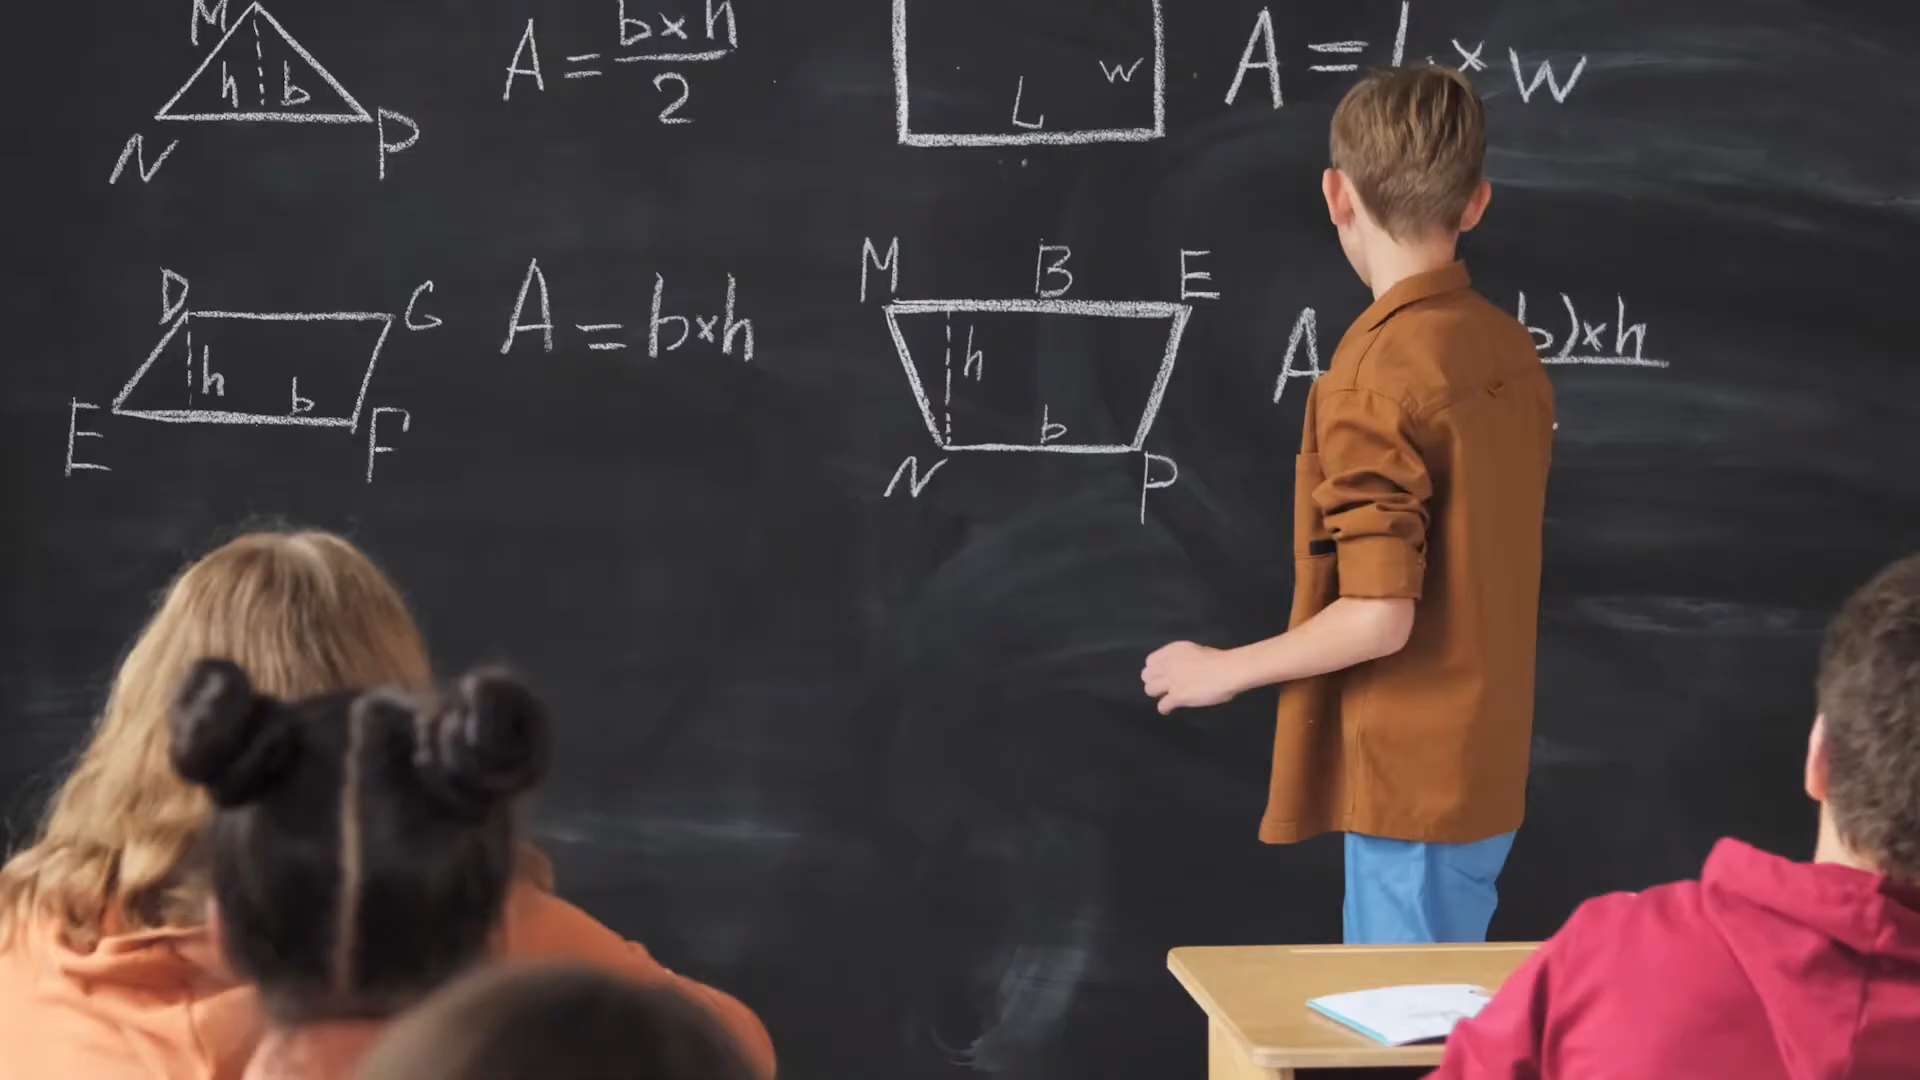 M
h b
N P
A = b×h
2
L w
A = L × w
D G
h b
E F
A = b×h
M B E
h
b
N P
A b)×h